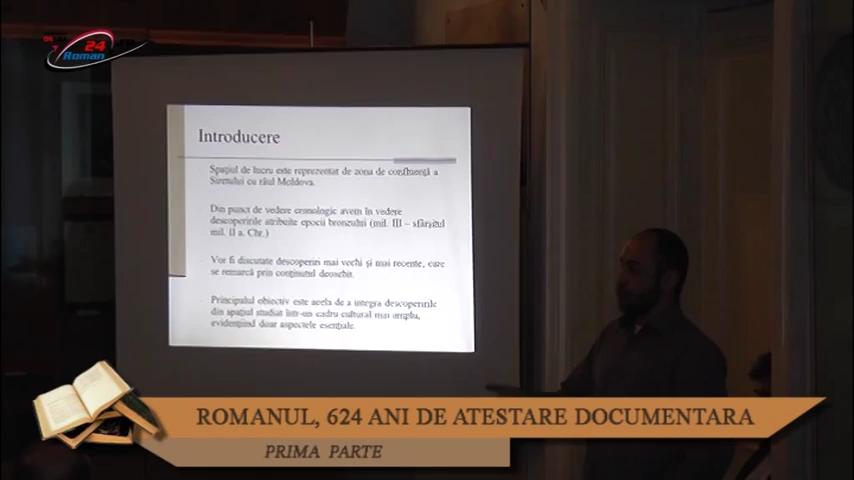 24
Roman
Introducere
Spațiul de lucru este reprezentat de zona de confluență a
Siretului cu râul Moldova.
Din punct de vedere cronologic avem în vedere
descoperirile atribuite epocii bronzului (mil. III – sfârșitul
mil. II a. Chr.)
Vor fi discutate descoperiri mai vechi și mai recente, care
se remarcă prin conținutul deosebit.
Principalul obiectiv este acela de a integra descoperirile
din spațiul studiat într-un cadru cultural mai amplu,
evidențiind doar aspectele esențiale.
ROMANUL, 624 ANI DE ATESTARE DOCUMENTARA
PRIMA PARTE